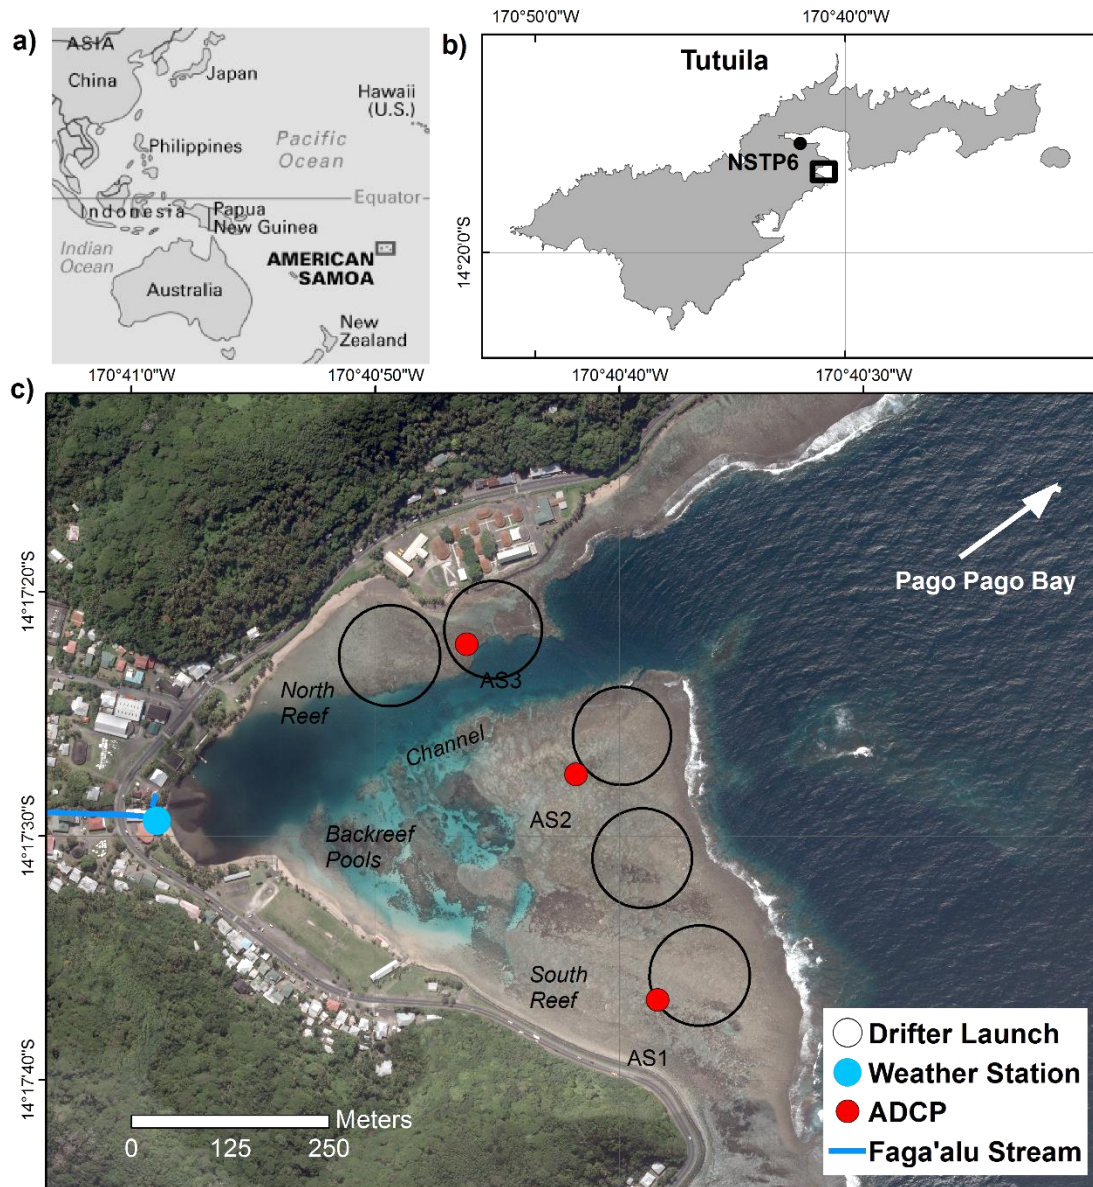 a)
ASIA
China
Japan
Hawaii
(U.S.)
Pacific
Ocean
Philippines
Equator
Indonesia
Papua
New Guinea
Indian
Ocean
AMERICAN
SAMOA
Australia
New
Zealand
b)
170°50'0"W
170°40'0"W
Tutuila
NSTP6
14°20'0"S
c)
170°41'0"W
170°40'50"W
170°40'40"W
170°40'30"W
14°17'20"S
14°17'30"S
14°17'40"S
Pago Pago Bay
North
Reef
AS3
Channel
AS2
Backreef
Pools
South
Reef
AS1
Meters
0
125
250
Drifter Launch
Weather Station
ADCP
Faga'alu Stream